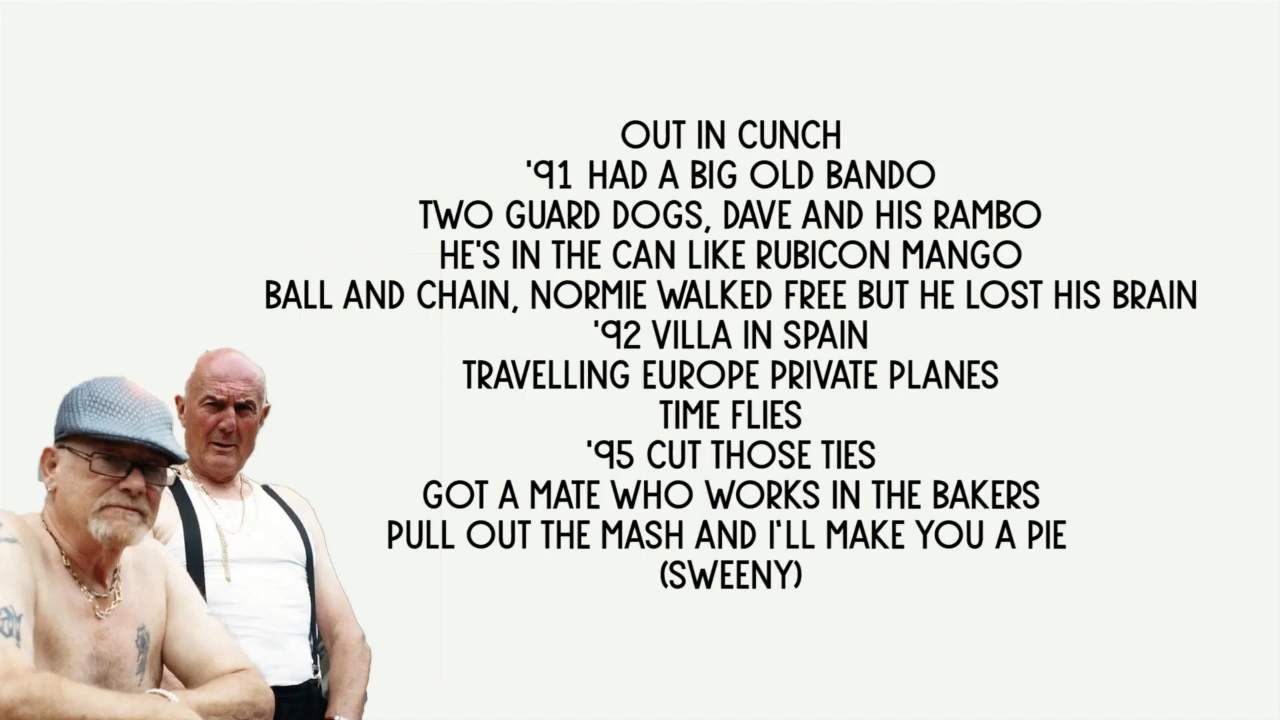 OUT IN CUNCH
'91 HAD A BIG OLD BANDO
TWO GUARD DOGS, DAVE AND HIS RAMBO
HE'S IN THE CAN LIKE RUBICON MANGO
BALL AND CHAIN, NORMIE WALKED FREE BUT HE LOST HIS BRAIN
'92 VILLA IN SPAIN
TRAVELLING EUROPE PRIVATE PLANES
TIME FLIES
'95 CUT THOSE TIES
GOT A MATE WHO WORKS IN THE BAKERS
PULL OUT THE MASH AND I'LL MAKE YOU A PIE
(SWEENY)